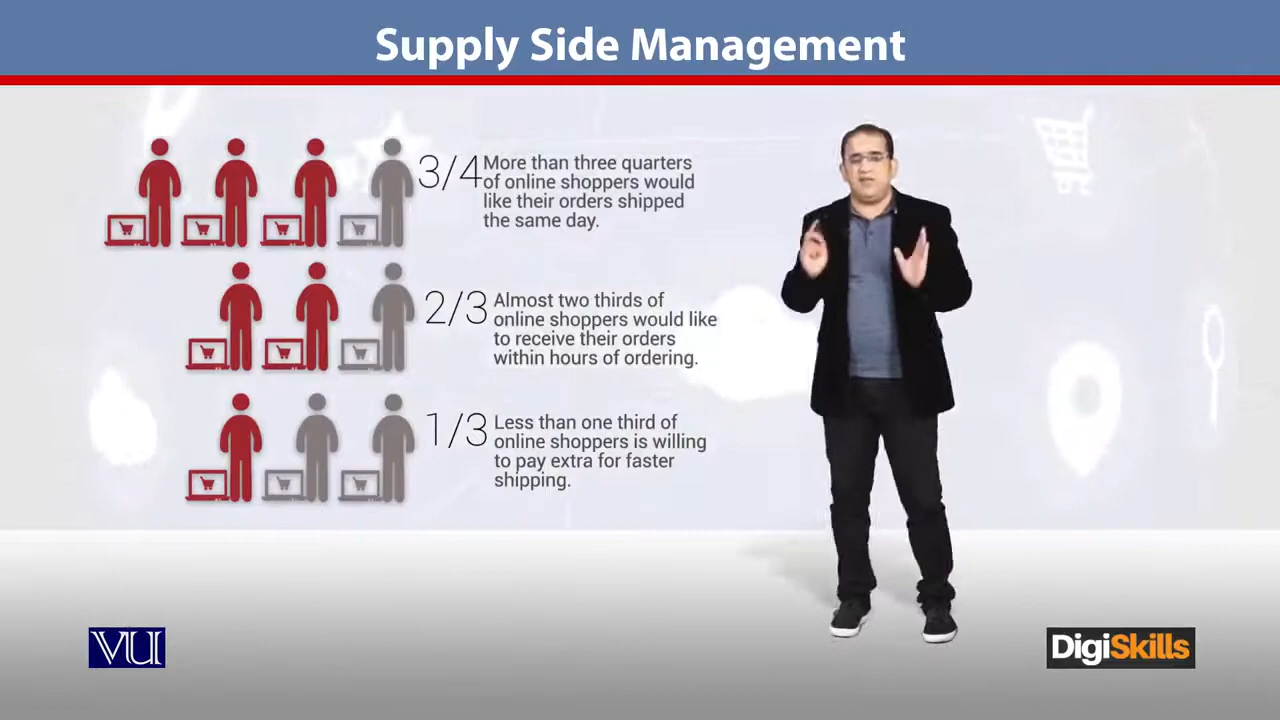 Supply Side Management
3/4
More than three quarters
of online shoppers would
like their orders shipped
the same day.
2/3
Almost two thirds of
online shoppers would like
to receive their orders
within hours of ordering.
1/3
Less than one third of
online shoppers is willing
to pay extra for faster
shipping.
VU
DigiSkills